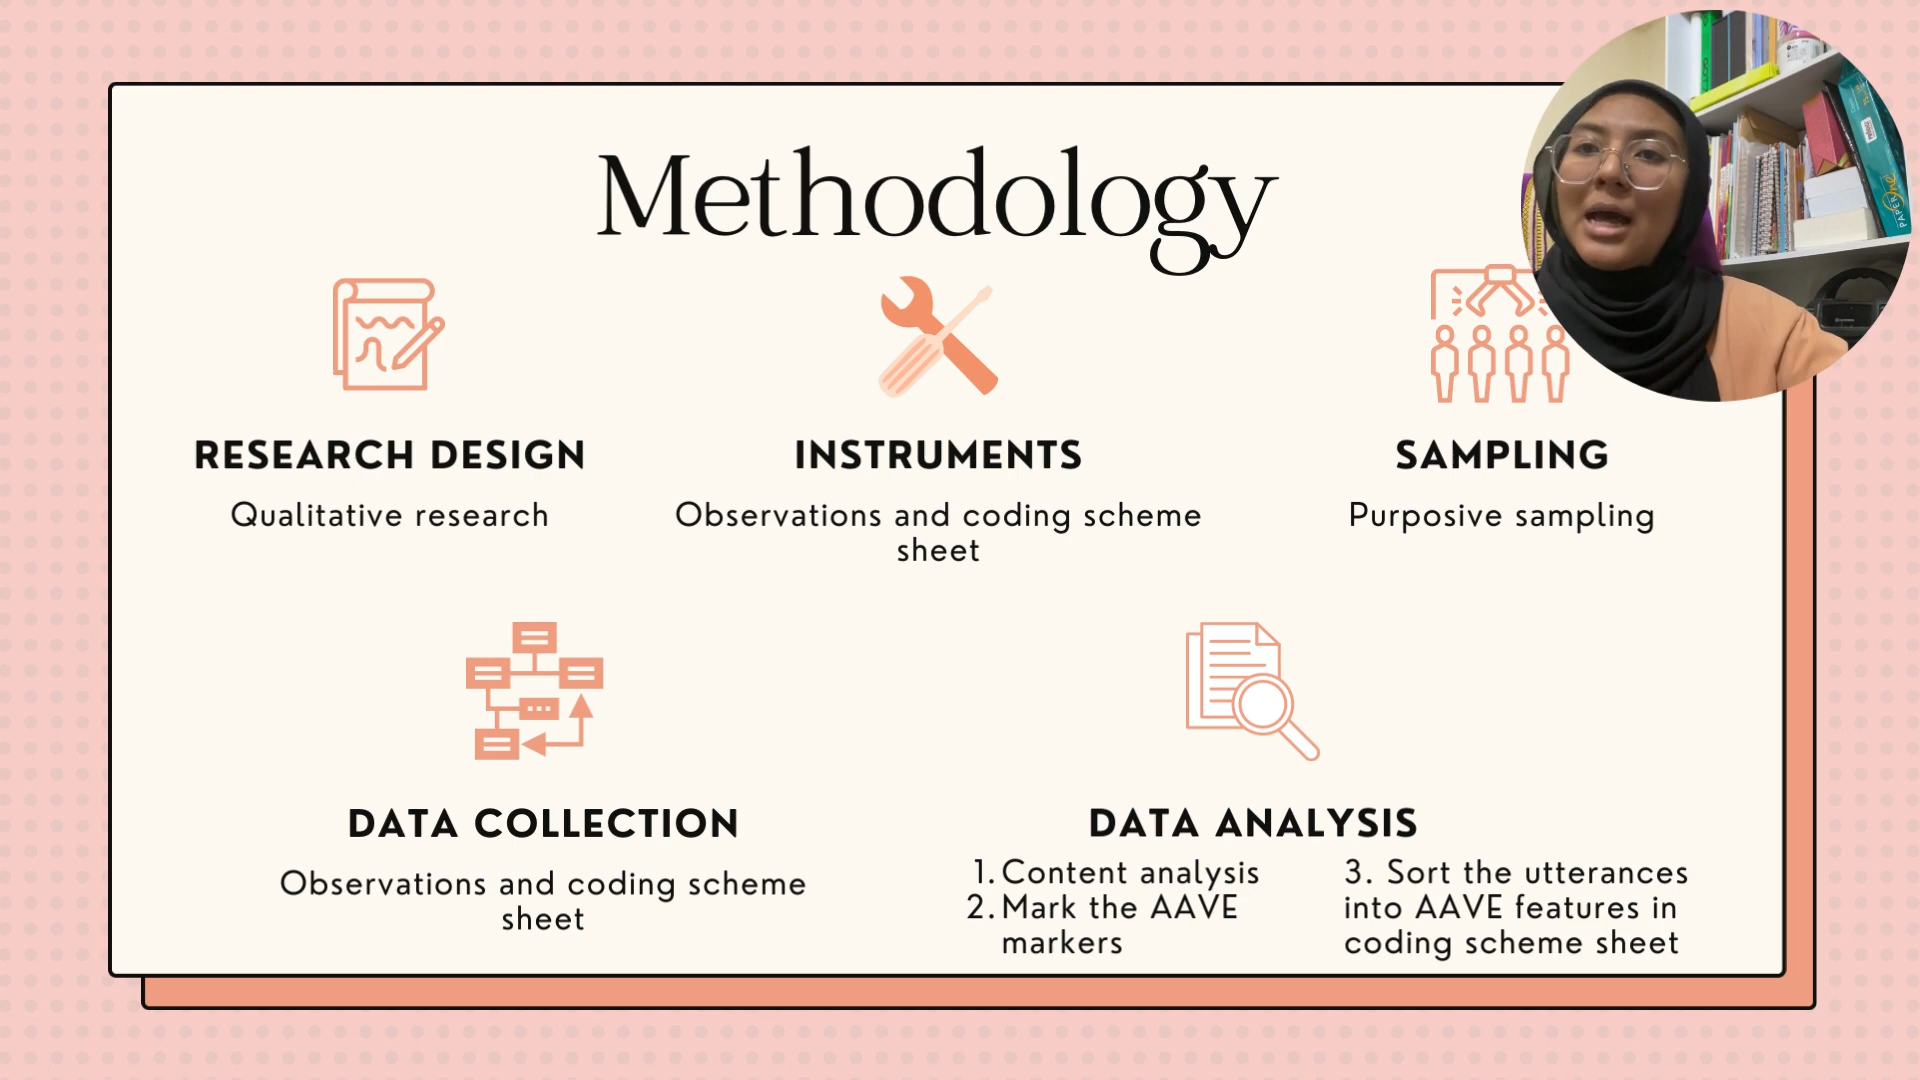 Methodology
RESEARCH DESIGN
Qualitative research
INSTRUMENTS
Observations and coding scheme
sheet
SAMPLING
Purposive sampling
DATA COLLECTION
Observations and coding scheme
sheet
DATA ANALYSIS
1. Content analysis
2. Mark the AAVE
markers
3. Sort the utterances
into AAVE features in
coding scheme sheet
PAPER One